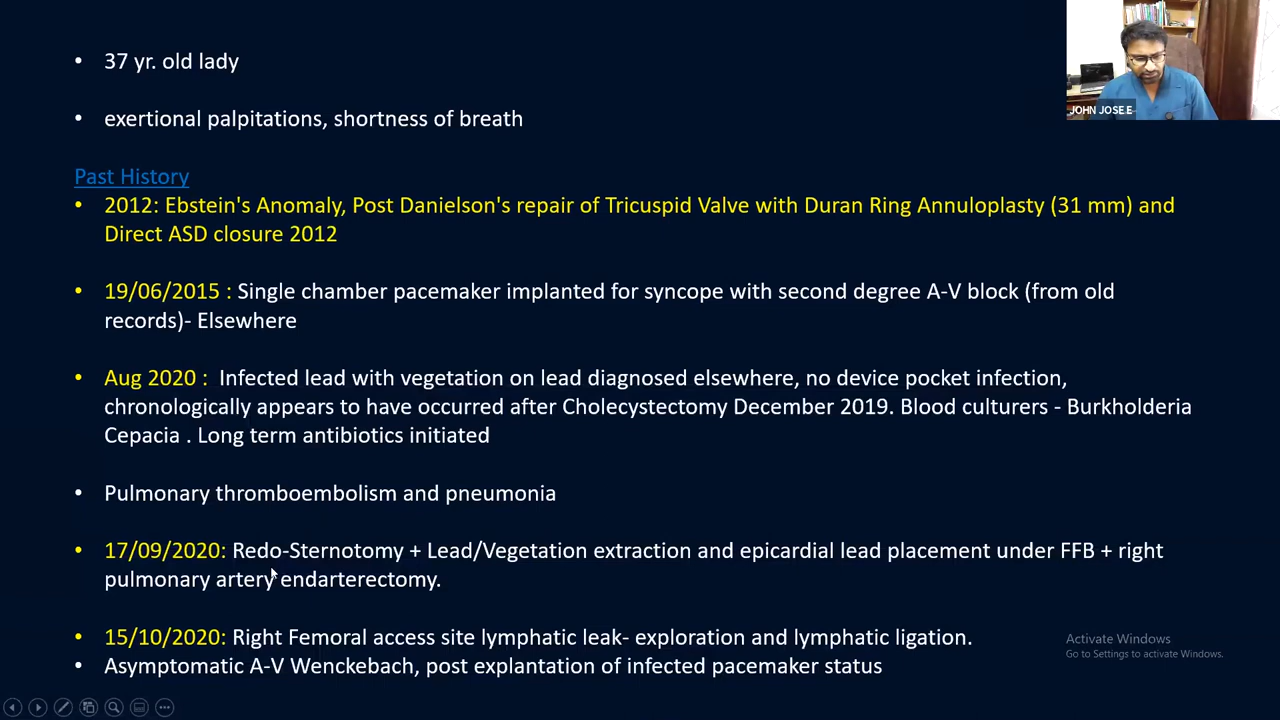 37 yr. old lady
JOHN JOSE E
exertional palpitations, shortness of breath
Past History
2012: Ebstein's Anomaly, Post Danielson's repair of Tricuspid Valve with Duran Ring Annuloplasty (31 mm) and
Direct ASD closure 2012
19/06/2015 : Single chamber pacemaker implanted for syncope with second degree A-V block (from old
records)- Elsewhere
Aug 2020 : Infected lead with vegetation on lead diagnosed elsewhere, no device pocket infection,
chronologically appears to have occurred after Cholecystectomy December 2019. Blood culturers - Burkholderia
Cepacia . Long term antibiotics initiated
Pulmonary thromboembolism and pneumonia
17/09/2020: Redo-Sternotomy + Lead/Vegetation extraction and epicardial lead placement under FFB + right
pulmonary artery endarterectomy.
15/10/2020: Right Femoral access site lymphatic leak- exploration and lymphatic ligation.
Asymptomatic A-V Wenckebach, post explantation of infected pacemaker status
Activate Windows
Go to Settings to activate Windows.